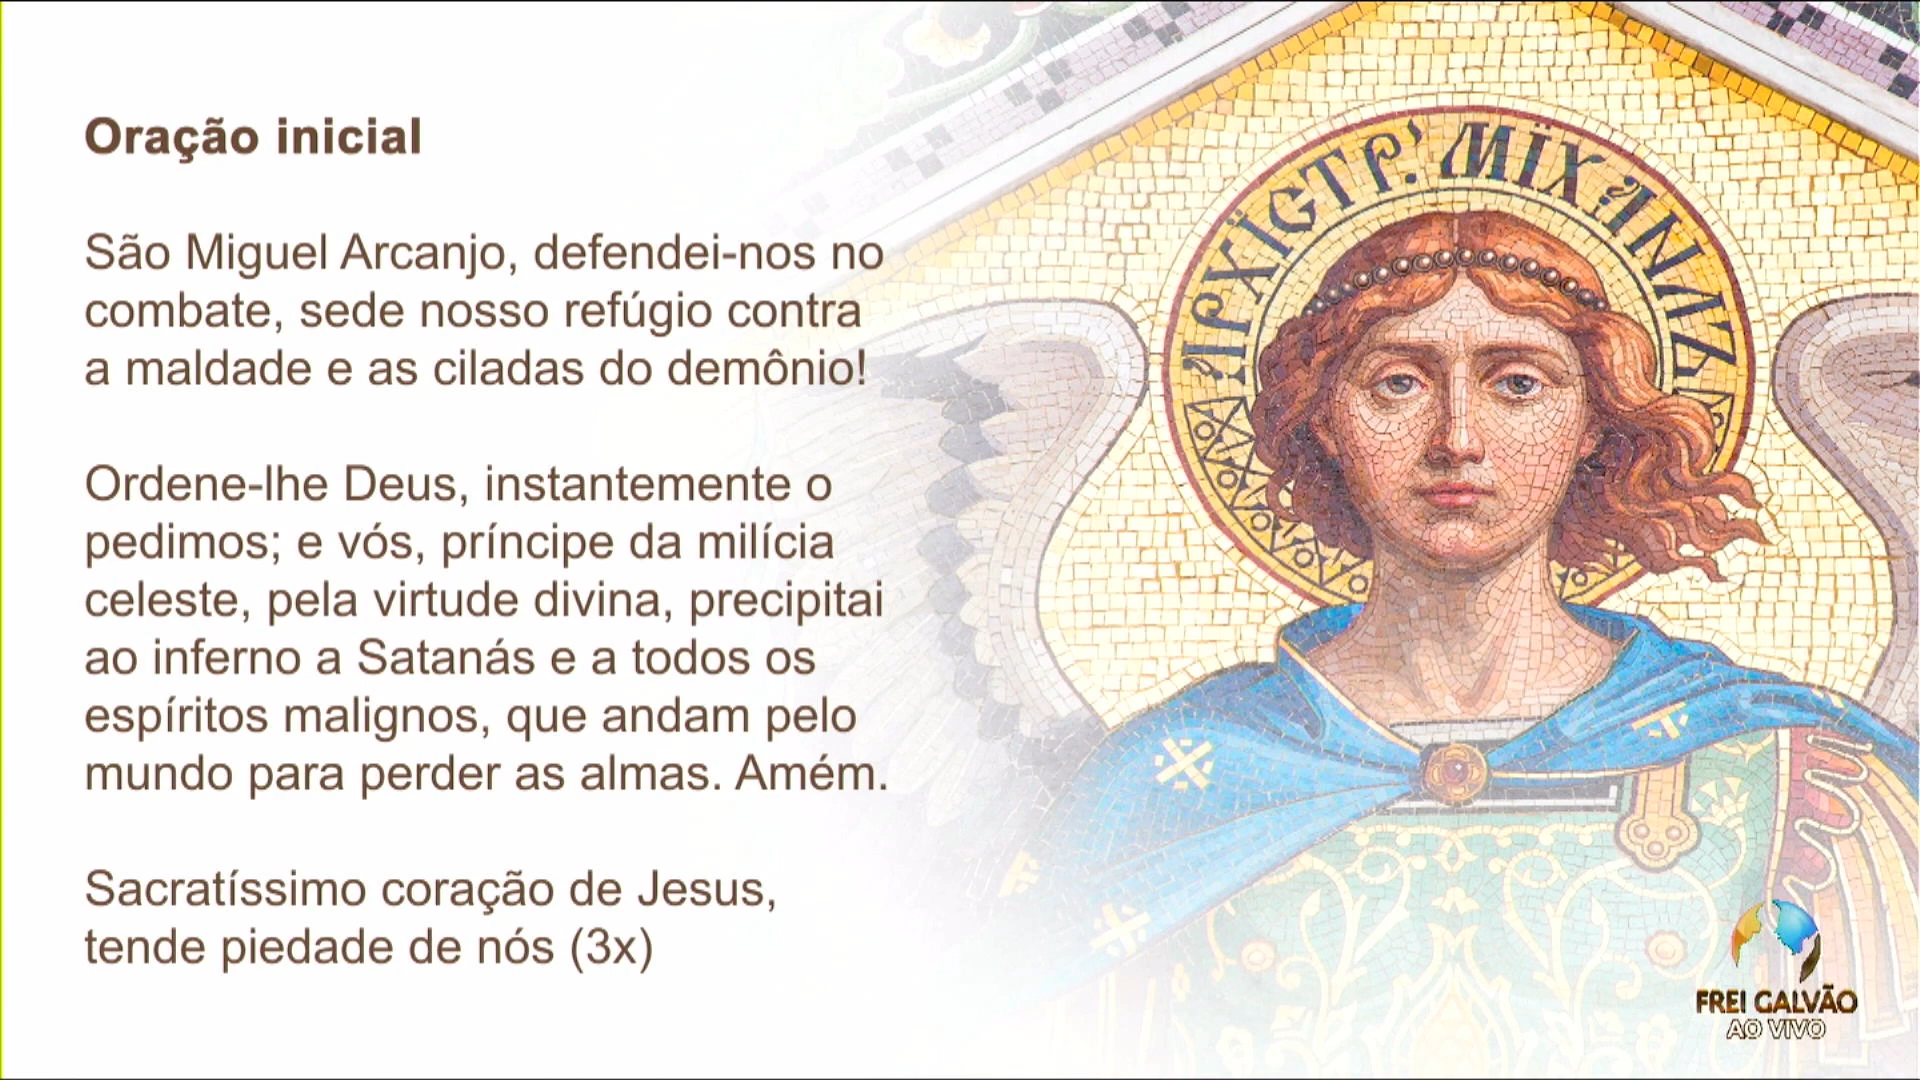 Oração inicial
São Miguel Arcanjo, defendei-nos no
combate, sede nosso refúgio contra
a maldade e as ciladas do demônio!
Ordene-lhe Deus, instantemente o
pedimos; e vós, príncipe da milícia
celeste, pela virtude divina, precipitai
ao inferno a Satanás e a todos os
espíritos malignos, que andam pelo
mundo para perder as almas. Amém.
Sacratíssimo coração de Jesus,
tende piedade de nós (3x)
FREI GALVÃO
AO VIVO